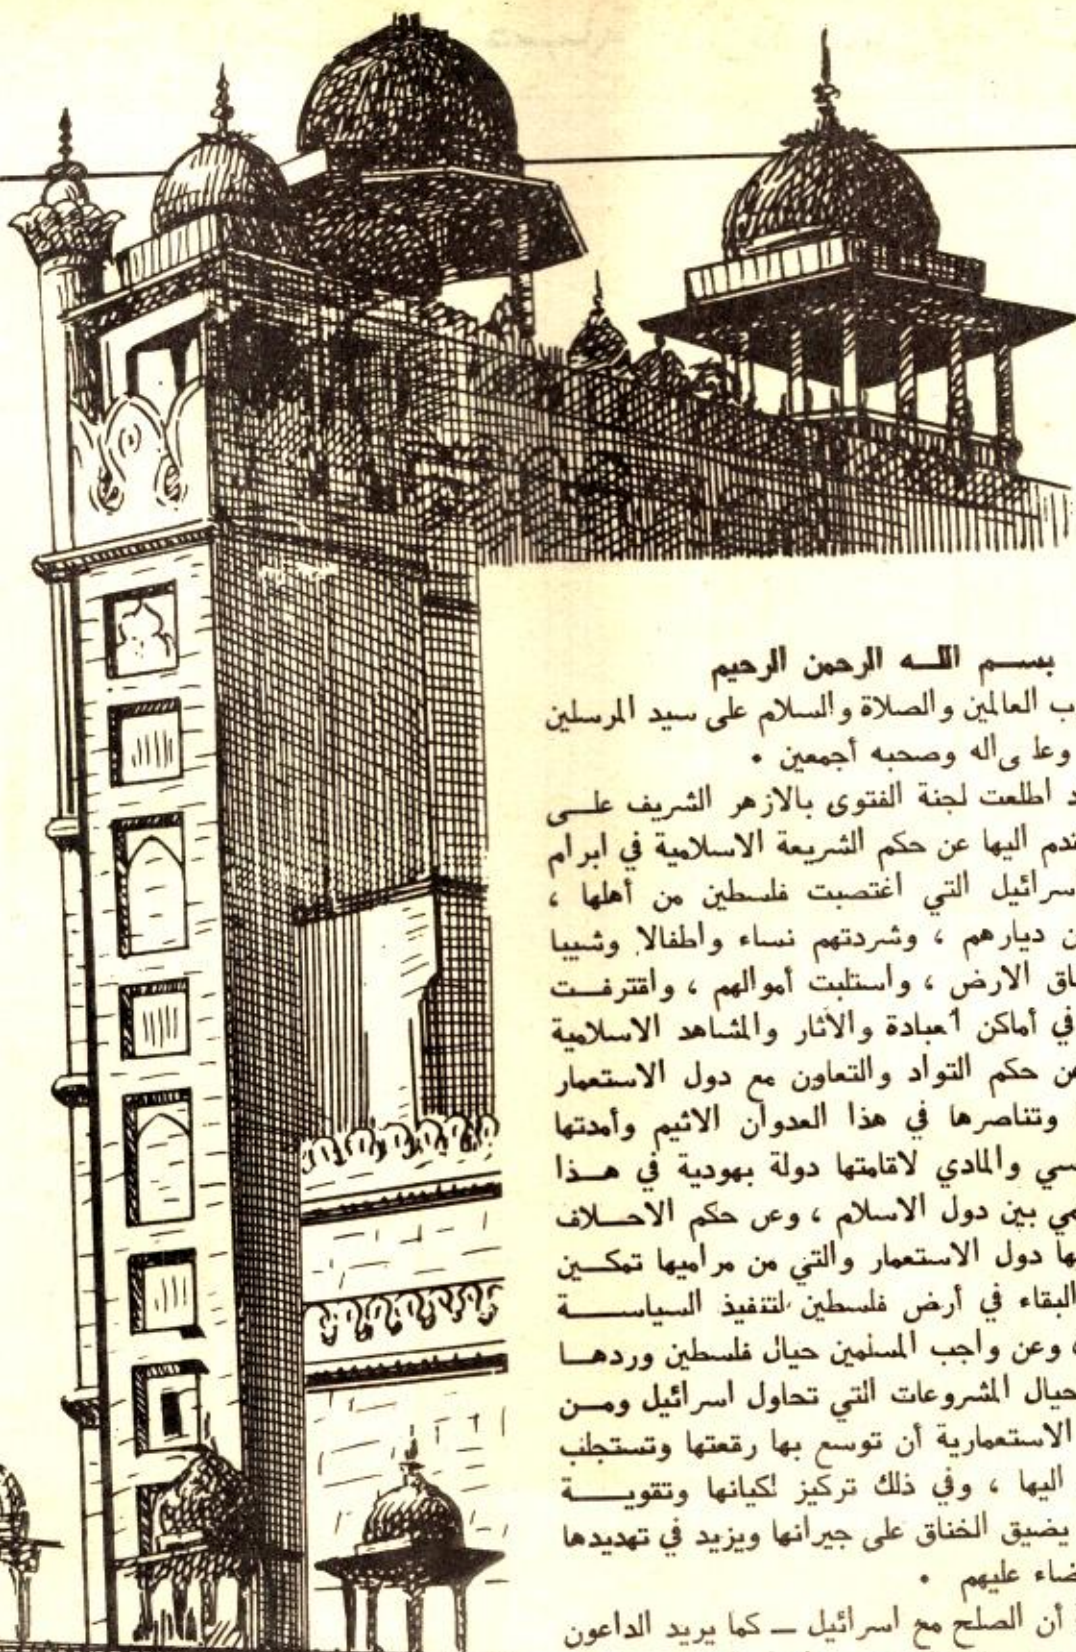 بسم الله الرحمن الرحيم
ب العالمين والصلاة والسلام على سيد المرسلين
وعلى اله وصحبه أجمعين .
د اطلعت لجنة الفتوى بالازهر الشريف على
دم اليها عن حكم الشريعة الاسلامية في ابرام
اسرائيل التي اغتصبت فلسطين من أهلها ،
ن ديارهم ، وشردتهم نساء واطفالا وشيبا
اق الارض ، واستلبت أموالهم ، واقترفت
في أماكن العبادة والآثار والمشاهد الاسلامية
ن حكم التواد والتعاون مع دول الاستعمار
وتناصرها في هذا العدوان الاثيم وأمدتها
سي والمادي لاقامتها دولة يهودية في هذا
مي بين دول الاسلام ، وعن حكم الاحلاف
ها دول الاستعمار والتي من مراميها تمكين
البقاء في أرض فلسطين لتنفيذ السياسة
، وعن واجب المسلمين حيال فلسطين وردها
حيال المشروعات التي تحاول اسرائيل ومن
الاستعمارية أن توسع بها رقعتها وتستجلب
اليها ، وفي ذلك تركيز لكيانها وتقوية
يضيق الخناق على جيرانها ويزيد في تهديدها
ضاء عليهم .
أن الصلح مع اسرائيل ــ كما يريد الداعون